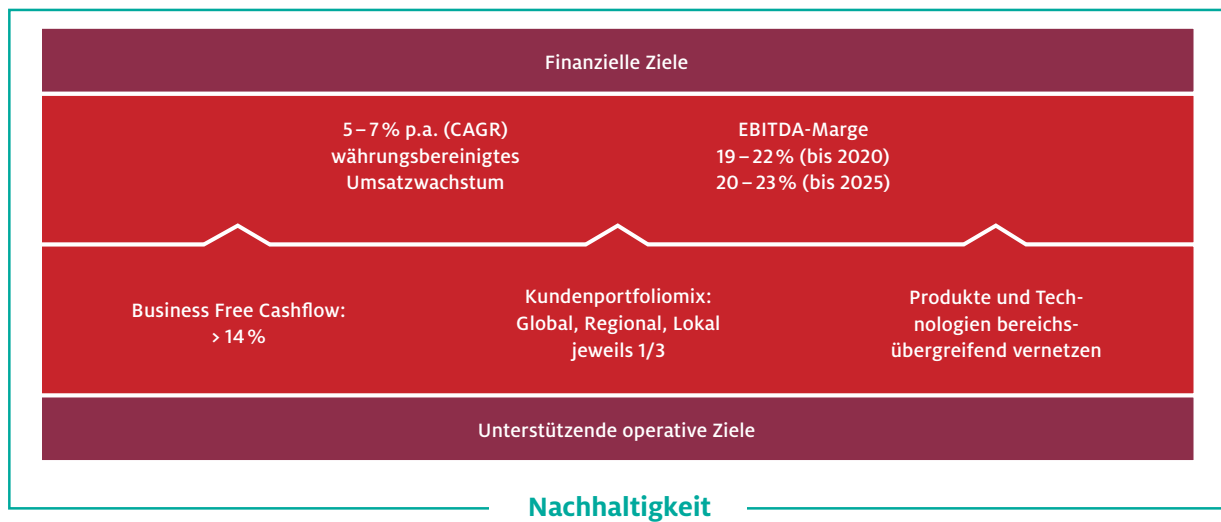 Finanzielle Ziele
5 – 7 % p.a. (CAGR)
währungsbereinigtes
Umsatzwachstum
EBITDA-Marge
19 – 22 % (bis 2020)
20 – 23 % (bis 2025)
Business Free Cashflow:
> 14 %
Kundenportfoliomix:
Global, Regional, Lokal
jeweils 1/3
Produkte und Tech-
nologien bereichs-
übergreifend vernetzen
Unterstützende operative Ziele
Nachhaltigkeit